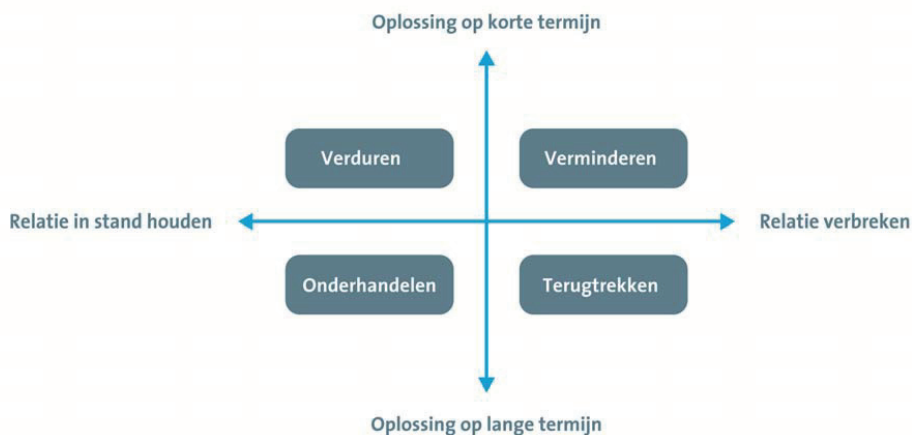 Oplossing op korte termijn
Verduren
Verminderen
Relatie in stand houden
Relatie verbreken
Onderhandelen
Terugtrekken
Oplossing op lange termijn